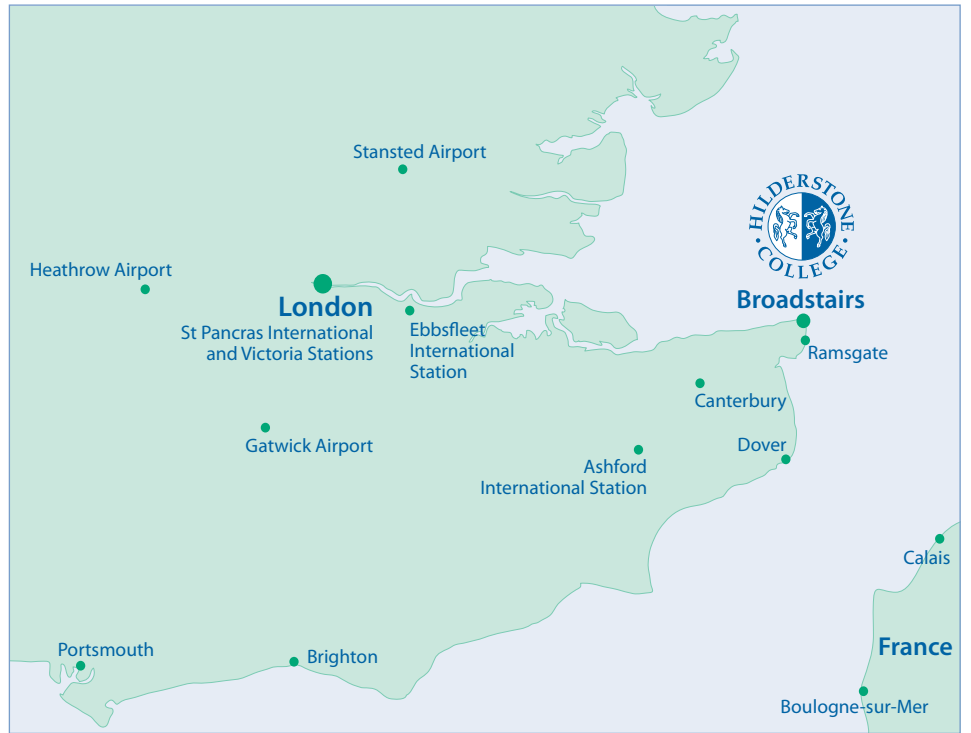 Stansted Airport
HILDERSTONE
COLLEGE
Heathrow Airport
London
St Pancras International
and Victoria Stations
Ebbsfleet
International
Station
Broadstairs
Ramsgate
Canterbury
Gatwick Airport
Dover
Ashford
International Station
Calais
France
Portsmouth
Brighton
Boulogne-sur-Mer